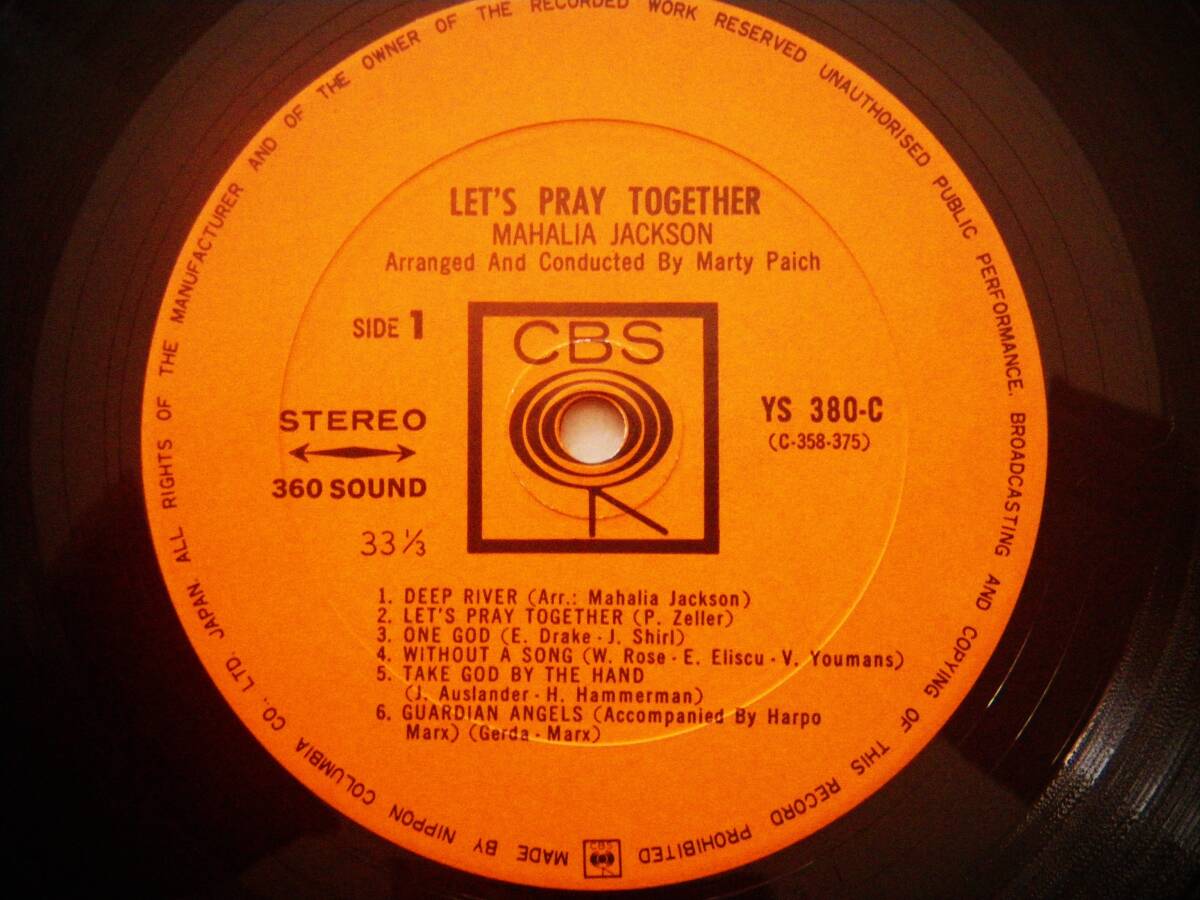 LET'S PRAY TOGETHER
MAHALIA JACKSON
Arranged And Conducted By Marty Paich
SIDE 1
CBS
STEREO
360 SOUND
33 1/3
YS 380-C
(C-358-375)
1. DEEP RIVER (Arr.: Mahalia Jackson)
2. LET'S PRAY TOGETHER (P. Zeller)
3. ONE GOD (E. Drake - J. Shirl)
4. WITHOUT A SONG (W. Rose - E. Eliscu - V. Youmans)
5. TAKE GOD BY THE HAND
(J. Auslander - H. Hammerman)
6. GUARDIAN ANGELS (Accompanied By Harpo
Marx) (Gerda - Marx)
MADE BY NIPPON COLUMBIA CO., LTD. JAPAN. ALL RIGHTS OF THE MANUFACTURER AND OF THE OWNER OF THE RECORDED WORK RESERVED UNAUTHORISED PUBLIC PERFORMANCE. BROADCASTING AND COPYING OF THIS RECORD PROHIBITED
CBS